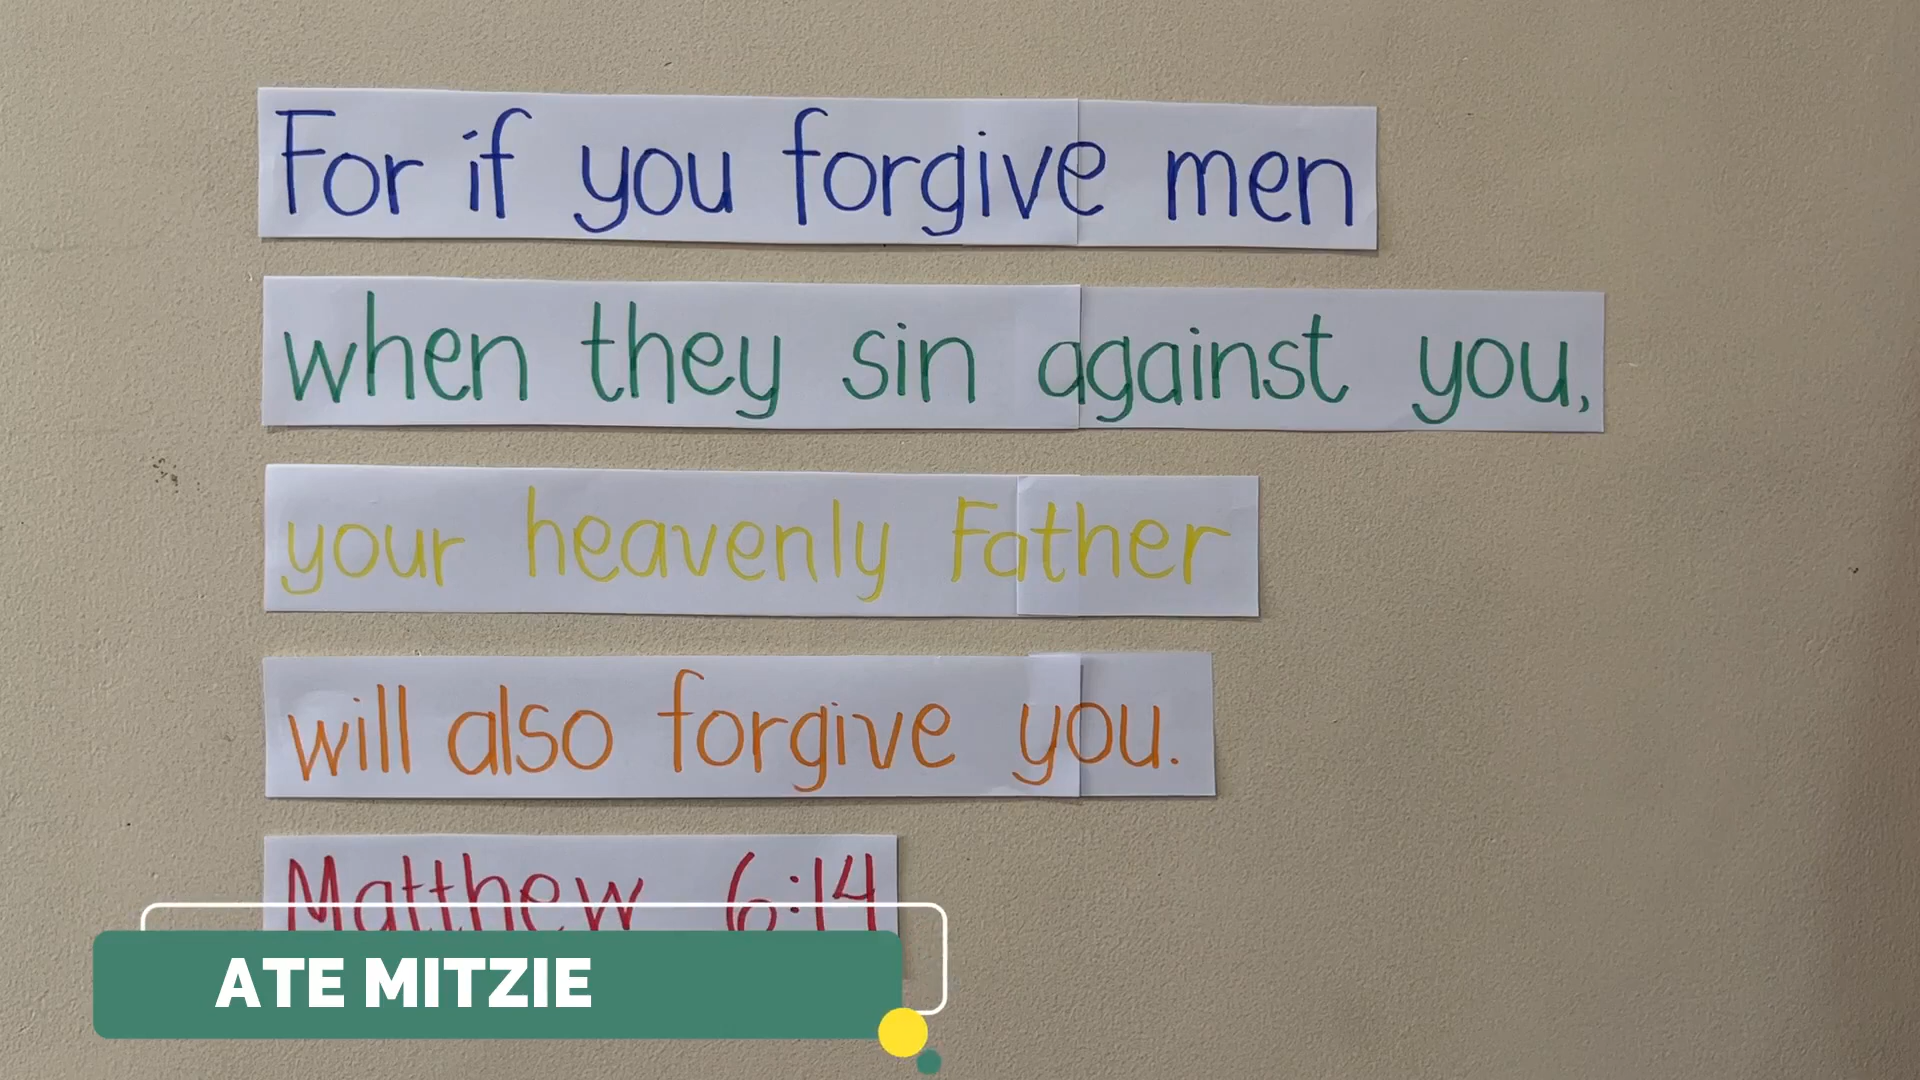 For if you forgive men
when they sin against you,
your heavenly Father
will also forgive you.
Matthew 6:14
ATE MITZIE